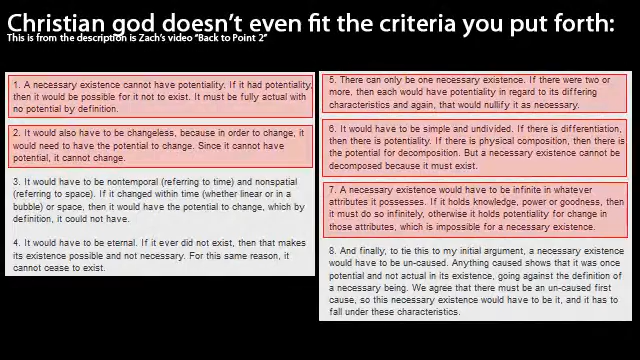 Christian god doesn't even fit the criteria you put forth:
This is from the description is Zach's video "Back to Point 2"
1. A necessary existence cannot have potentiality. If it had potentiality,
then it would be possible for it not to exist. It must be fully actual with
no potential by definition.
2. It would also have to be changeless, because in order to change, it
would need to have the potential to change. Since it cannot have
potential, it cannot change.
3. It would have to be nontemporal (referring to time) and nonspatial
(referring to space). If it changed within time (whether linear or in a
bubble) or space, then it would have the potential to change, which by
definition, it could not have.
4. It would have to be eternal. If it ever did not exist, then that makes
its existence possible and not necessary. For this same reason, it
cannot cease to exist.
5. There can only be one necessary existence. If there were two or
more, then each would have potentiality in regard to its differing
characteristics and again, that would nullify it as necessary.
6. It would have to be simple and undivided. If there is differentiation,
then there is potentiality. If there is physical composition, then there is
the potential for decomposition. But a necessary existence cannot be
decomposed because it must exist.
7. A necessary existence would have to be infinite in whatever
attributes it possesses. If it holds knowledge, power or goodness, then
it must do so infinitely, otherwise it holds potentiality for change in
those attributes, which is impossible for a necessary existence.
8. And finally, to tie this to my initial argument, a necessary existence
would have to be un-caused. Anything caused shows that it was once
potential and not actual in its existence, going against the definition of
a necessary being. We agree that there must be an un-caused first
cause, so this necessary existence would have to be it, and it has to
fall under these characteristics.